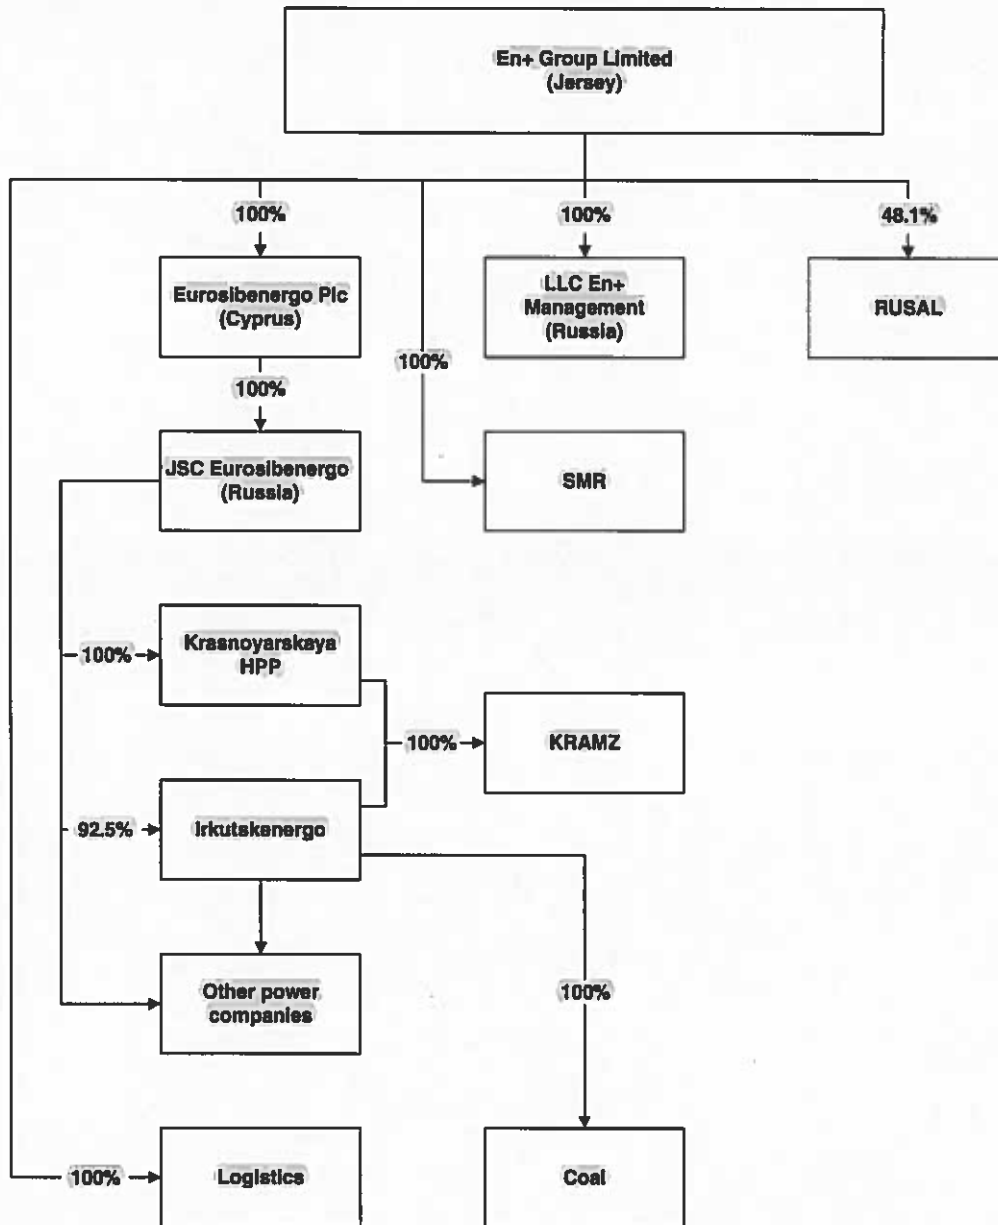 En+ Group Limited
(Jersey)
100%
100%
48.1%
Eurosibenergo Plc
(Cyprus)
LLC En+
Management
(Russia)
RUSAL
100%
100%
JSC Eurosibenergo
(Russia)
SMR
Krasnoyarskaya
HPP
100%
100%
KRAMZ
92.5%
Irkutskenergo
Other power
companies
100%
100%
Logistics
Coal